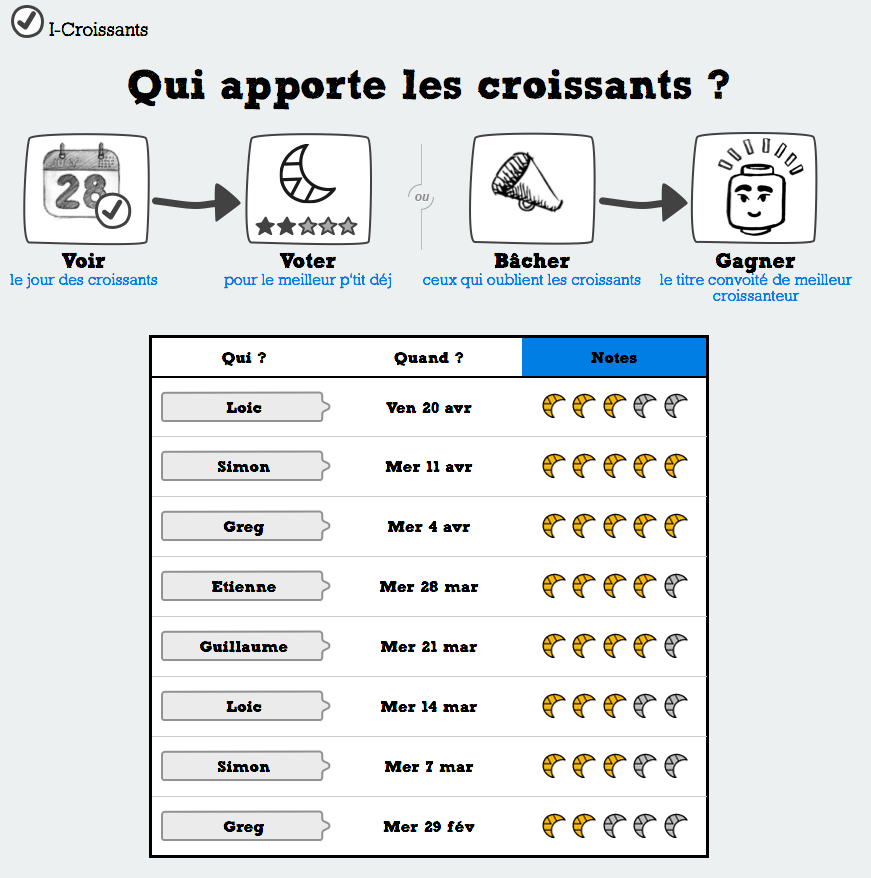 I-Croissants
Qui apporte les croissants ?
28
ou
Voir
le jour des croissants
Voter
pour le meilleur p'tit déj
Bâcher
ceux qui oublient les croissants
Gagner
le titre convoité de meilleur
croissanteur
Qui ? Quand ? Notes
Loic Ven 20 avr
Simon Mer 11 avr
Greg Mer 4 avr
Etienne Mer 28 mar
Guillaume Mer 21 mar
Loic Mer 14 mar
Simon Mer 7 mar
Greg Mer 29 fév